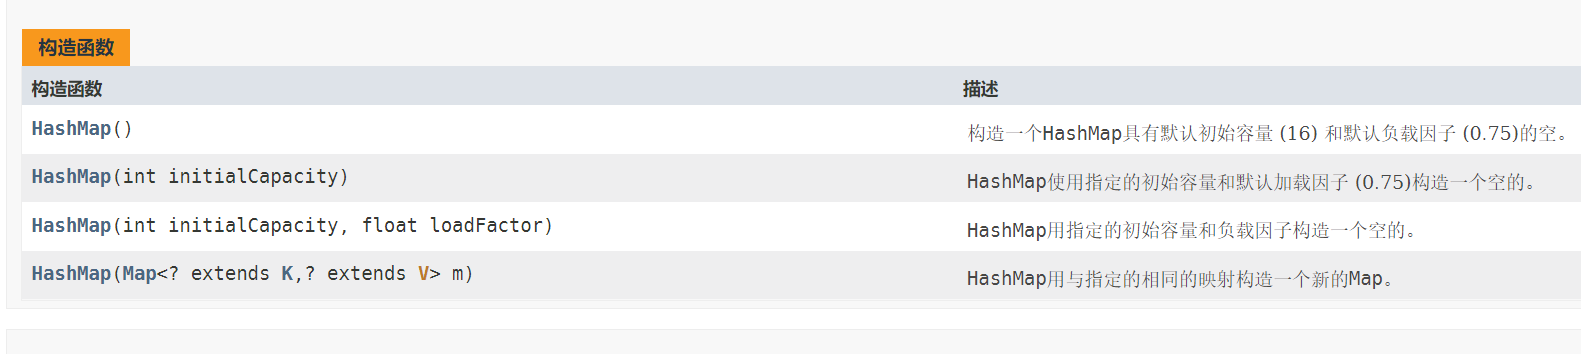 构造函数
构造函数 描述
HashMap() 构造一个HashMap具有默认初始容量 (16) 和默认负载因子 (0.75)的空。
HashMap(int initialCapacity) HashMap使用指定的初始容量和默认加载因子 (0.75)构造一个空的。
HashMap(int initialCapacity, float loadFactor) HashMap用指定的初始容量和负载因子构造一个空的。
HashMap(Map<? extends K,? extends V> m) HashMap用与指定的相同的映射构造一个新的Map。